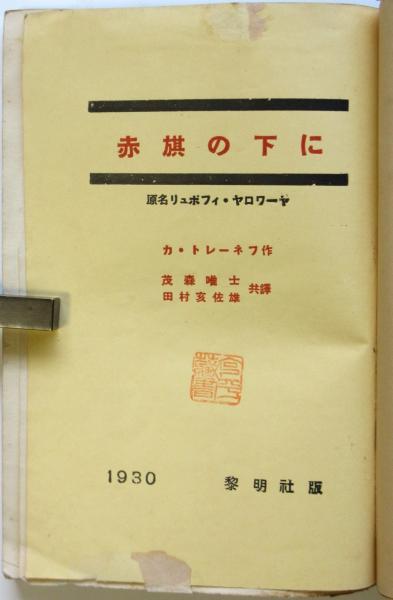 赤旗の下に
原名リュボフィ・ヤロワーヤ
カ・トレーネフ作
茂森唯士
田村亥佐雄 共譯
1930 黎明社版